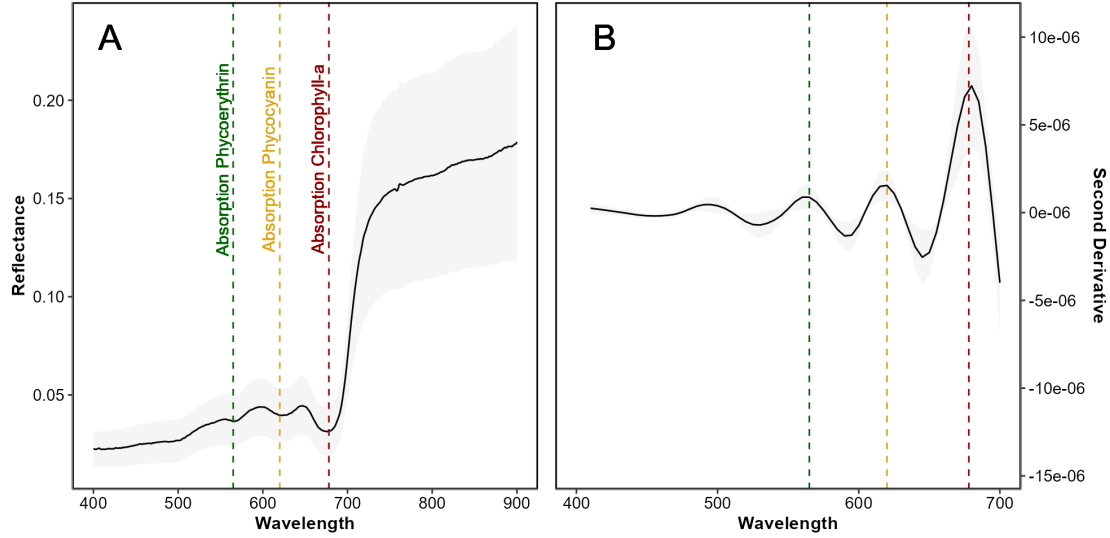 A
B
Absorption Phycoerythrin
Absorption Phycocyanin
Absorption Chlorophyll-a
Reflectance
0.20
0.15
0.10
0.05
400 500 600 700 800 900
Wavelength
10e-06
5e-06
0e-06
-5e-06
-10e-06
-15e-06
Second Derivative
400 500 600 700
Wavelength